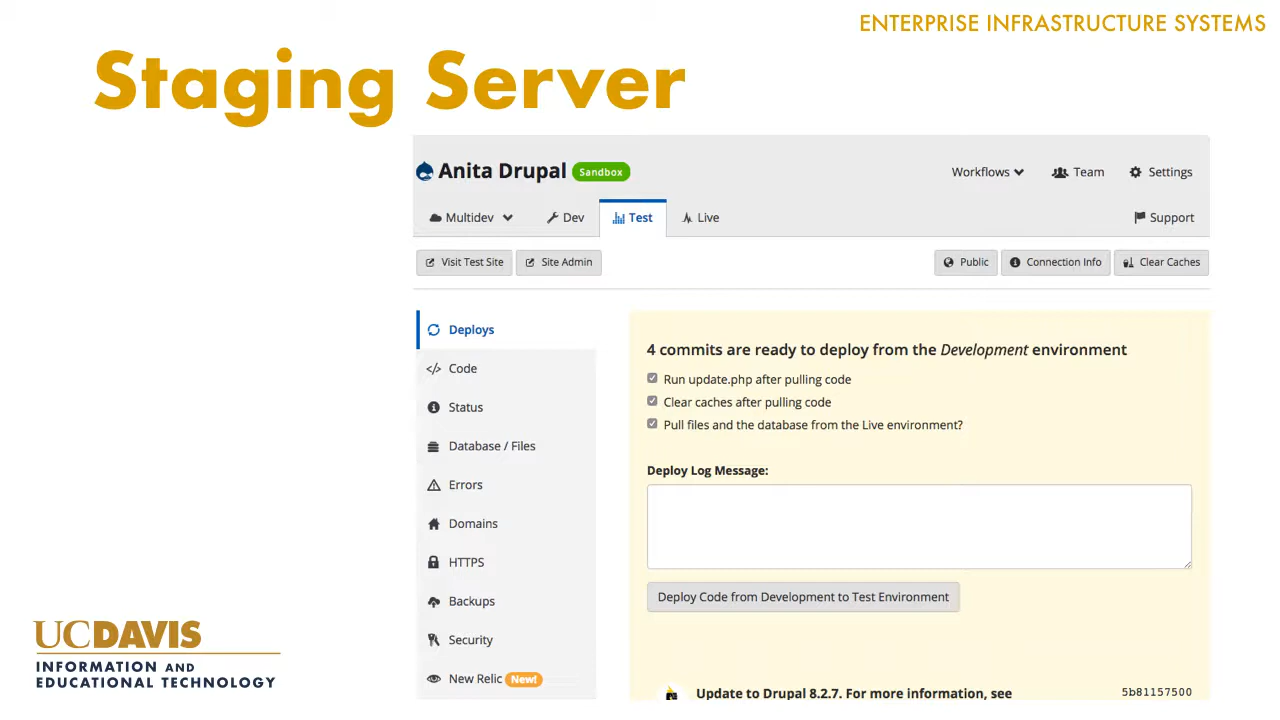 ENTERPRISE INFRASTRUCTURE SYSTEMS
Staging Server
Anita Drupal Sandbox
Workflows Team Settings
Multidev Dev Test Live Support
Visit Test Site Site Admin Public Connection Info Clear Caches
Deploys
Code
Status
Database / Files
Errors
Domains
HTTPS
Backups
Security
New Relic New!
4 commits are ready to deploy from the Development environment
Run update.php after pulling code
Clear caches after pulling code
Pull files and the database from the Live environment?
Deploy Log Message:
Deploy Code from Development to Test Environment
Update to Drupal 8.2.7. For more information, see 5b81157500
UCDAVIS
INFORMATION AND
EDUCATIONAL TECHNOLOGY